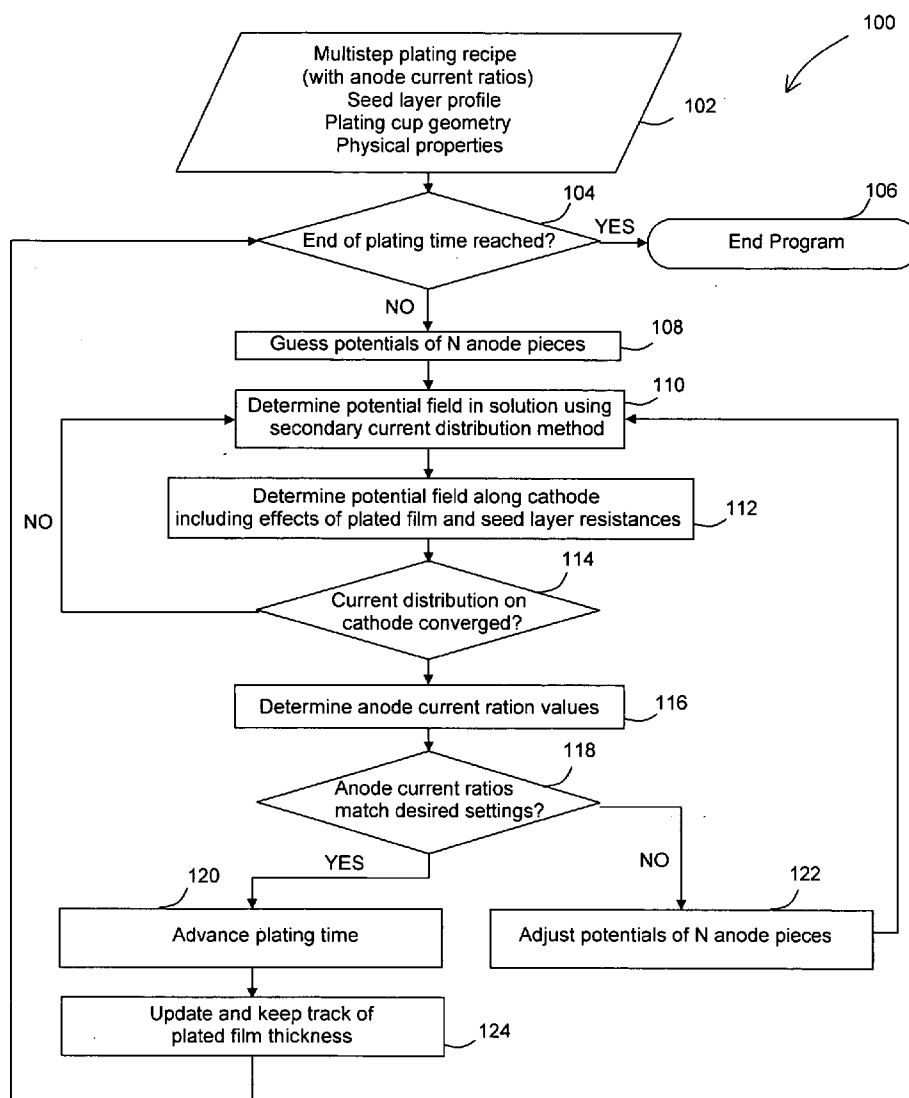 100
Multistep plating recipe
(with anode current ratios)
Seed layer profile
Plating cup geometry
Physical properties
102
104
End of plating time reached?
YES
106
End Program
NO
Guess potentials of N anode pieces
108
110
Determine potential field in solution using
secondary current distribution method
NO
Determine potential field along cathode
including effects of plated film and seed layer resistances
112
114
Current distribution on
cathode converged?
Determine anode current ration values
116
118
Anode current ratios
match desired settings?
YES
NO
120
Advance plating time
122
Adjust potentials of N anode pieces
Update and keep track of
plated film thickness
124